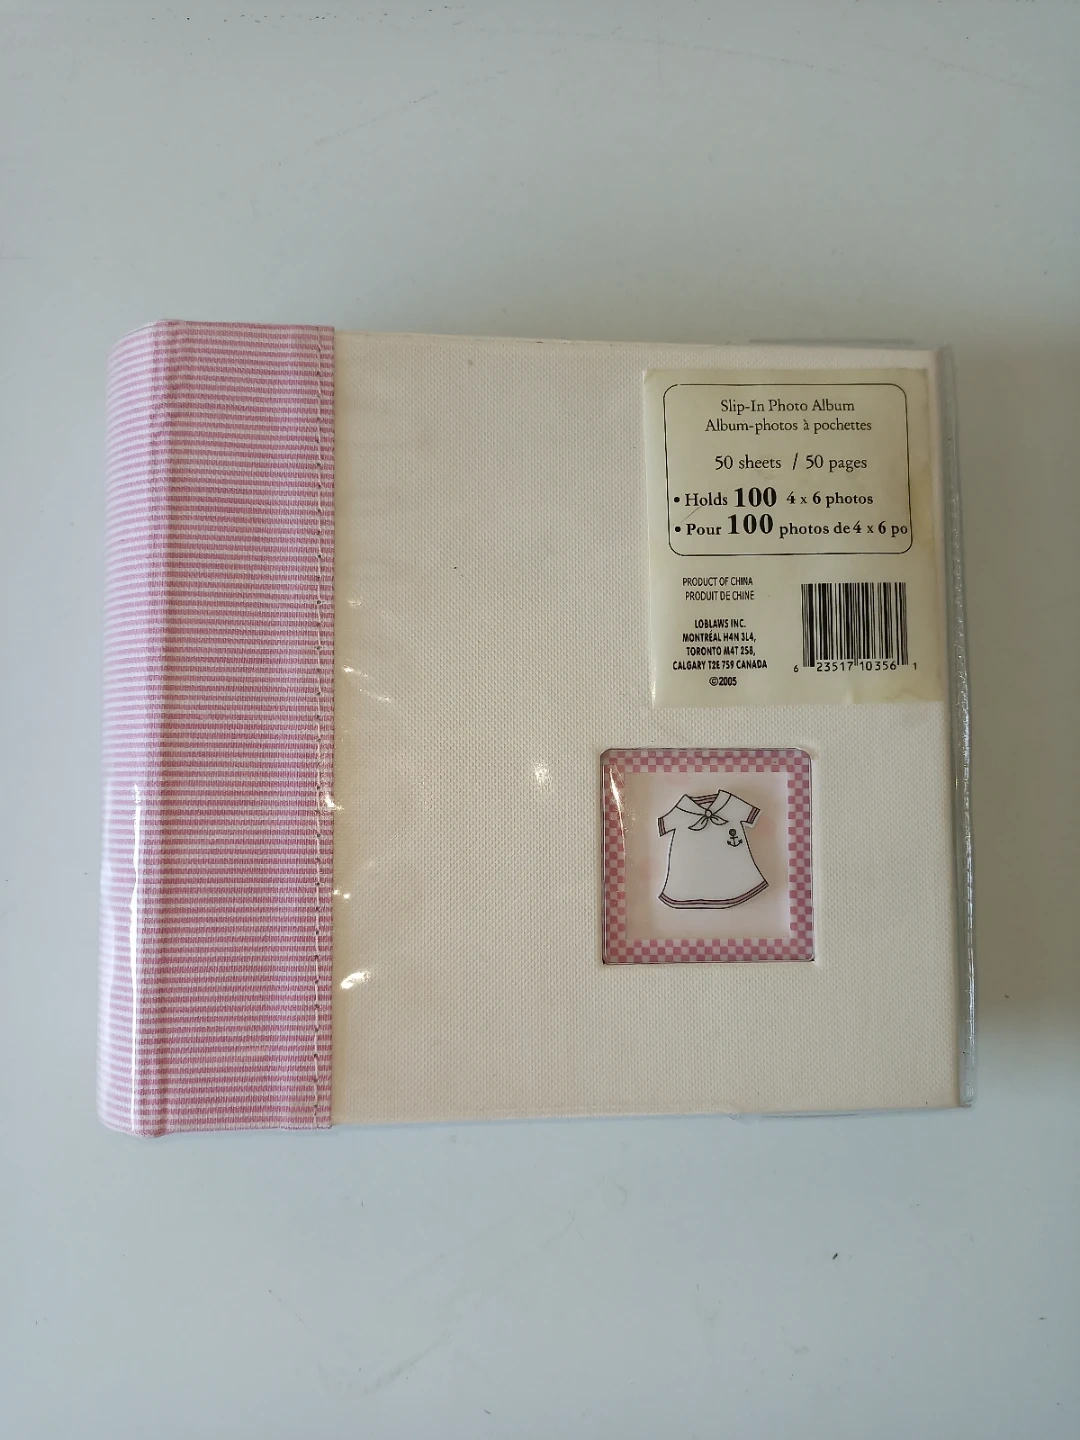 Slip-In Photo Album
Album-photos à pochettes
50 sheets / 50 pages
• Holds 100 4 x 6 photos
• Pour 100 photos de 4 x 6 po
PRODUCT OF CHINA
PRODUIT DE CHINE
LOBLAWS INC.
MONTRÉAL H4N 3L4,
TORONTO M4T 2S8,
CALGARY T2E 7S9 CANADA
©2005
6 23517 10356 1